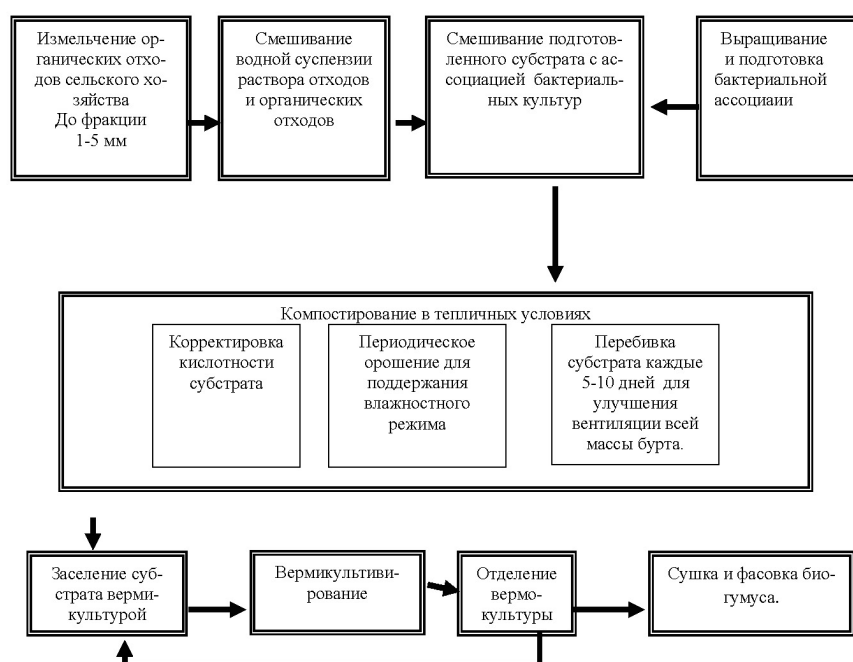 Измельчение ор-
ганических отхо-
дов сельского хо-
зяйства
До фракции
1-5 мм
Смешивание
водной суспензии
раствора отходов
и органических
отходов
Смешивание подготов-
ленного субстрата с ас-
социацией бактериаль-
ных культур
Выращивание
и подготовка
бактериальной
ассоциаии
Компостирование в тепличных условиях
Корректировка
кислотности
субстрата
Периодическое
орошение для
поддержания
влажностного
режима
Перебивка
субстрата каждые
5-10 дней для
улучшения
вентиляции всей
массы бурта.
Заселение суб-
страта верми-
культурой
Вермикультиви-
рование
Отделение
вермо-
культуры
Сушка и фасовка био-
гумуса.